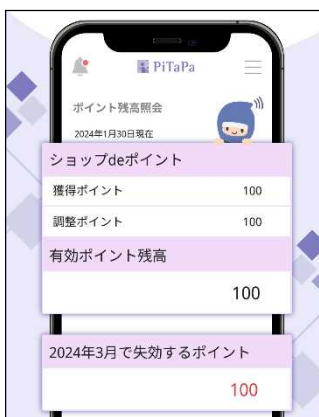 PiTaPa
ポイント残高照会
2024年1月30日現在
ショップdeポイント
獲得ポイント 100
調整ポイント 100
有効ポイント残高
100
2024年3月で失効するポイント
100